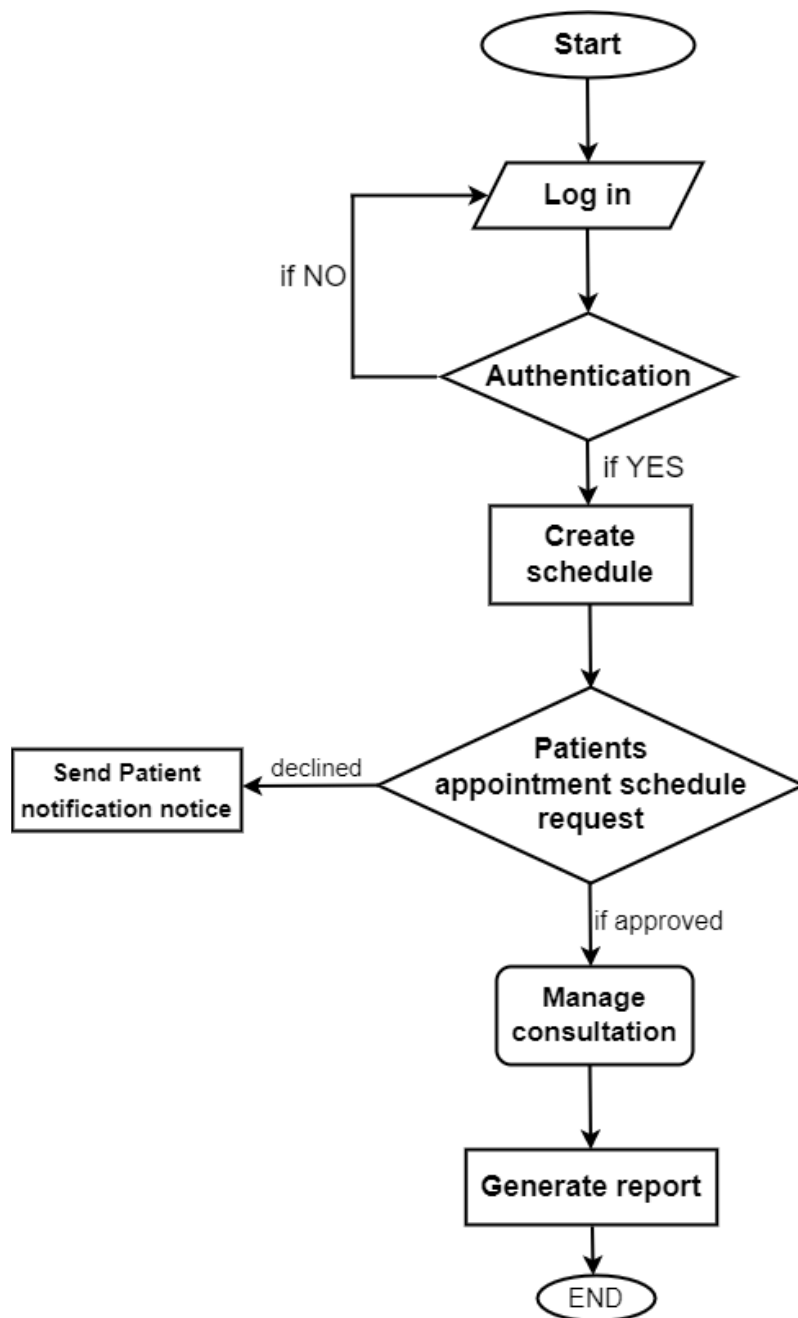 Start
Log in
if NO
Authentication
if YES
Create
schedule
Patients
appointment schedule
request
declined
Send Patient
notification notice
if approved
Manage
consultation
Generate report
END